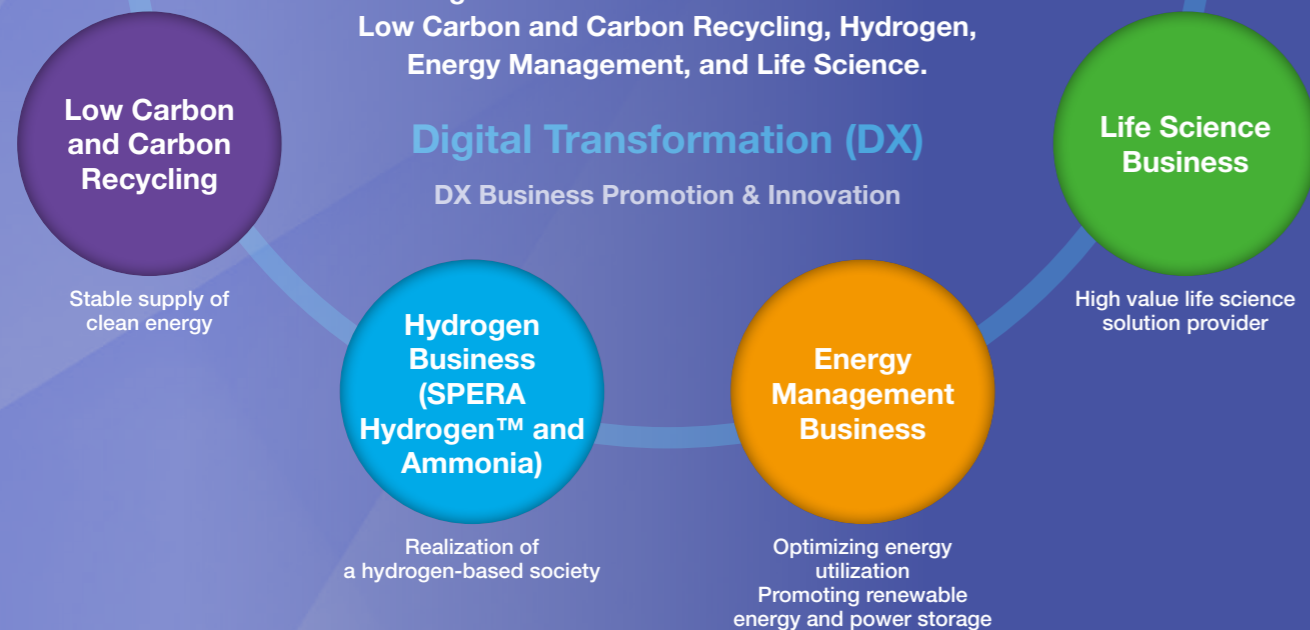 Low Carbon and Carbon Recycling, Hydrogen,
Energy Management, and Life Science.
Digital Transformation (DX)
DX Business Promotion & Innovation
Low Carbon
and Carbon
Recycling
Stable supply of
clean energy
Hydrogen
Business
(SPERA
Hydrogen™ and
Ammonia)
Realization of
a hydrogen-based society
Energy
Management
Business
Optimizing energy
utilization
Promoting renewable
energy and power storage
Life Science
Business
High value life science
solution provider